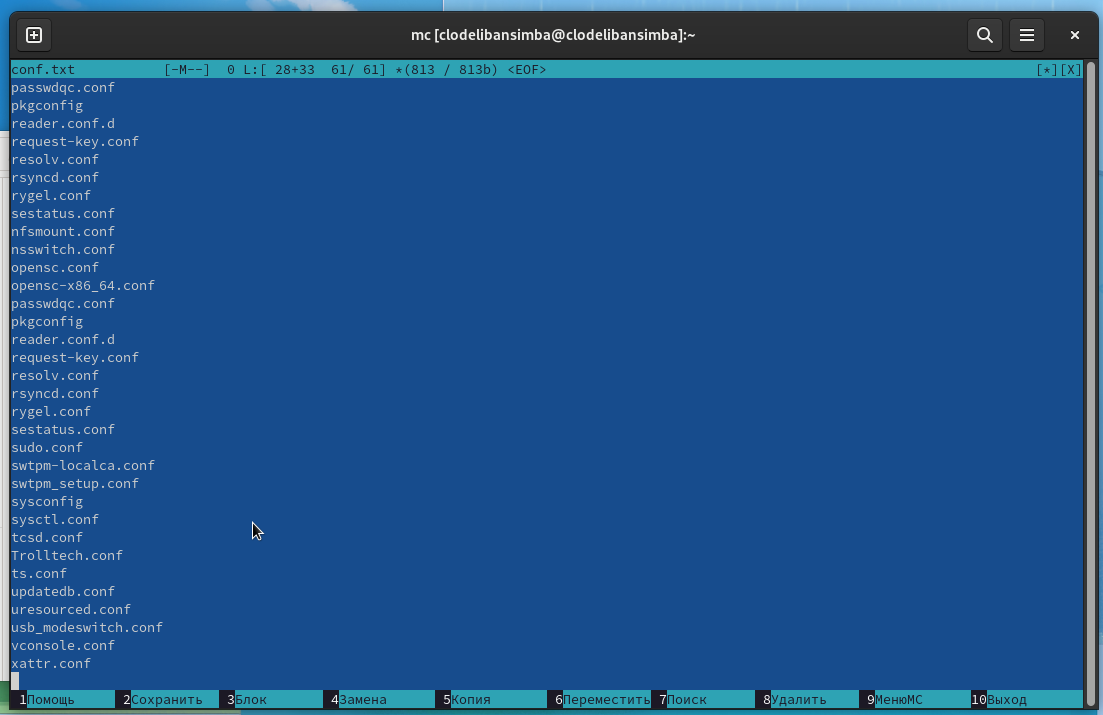 mc [clodelibansimba@clodelibansimba]:~
conf.txt [-M--] 0 L:[ 28+33 61/ 61] *(813 / 813b) <EOF> [*][X]
passwdqc.conf
pkgconfig
reader.conf.d
request-key.conf
resolv.conf
rsyncd.conf
rygel.conf
sestatus.conf
nfsmount.conf
nsswitch.conf
opensc.conf
opensc-x86_64.conf
passwdqc.conf
pkgconfig
reader.conf.d
request-key.conf
resolv.conf
rsyncd.conf
rygel.conf
sestatus.conf
sudo.conf
swtpm-localca.conf
swtpm_setup.conf
sysconfig
sysctl.conf
tcsd.conf
Trolltech.conf
ts.conf
updatedb.conf
uresourced.conf
usb_modeswitch.conf
vconsole.conf
xattr.conf
1Помощь 2Сохранить 3Блок 4Замена 5Копия 6Переместить 7Поиск 8Удалить 9МенюMC 10Выход